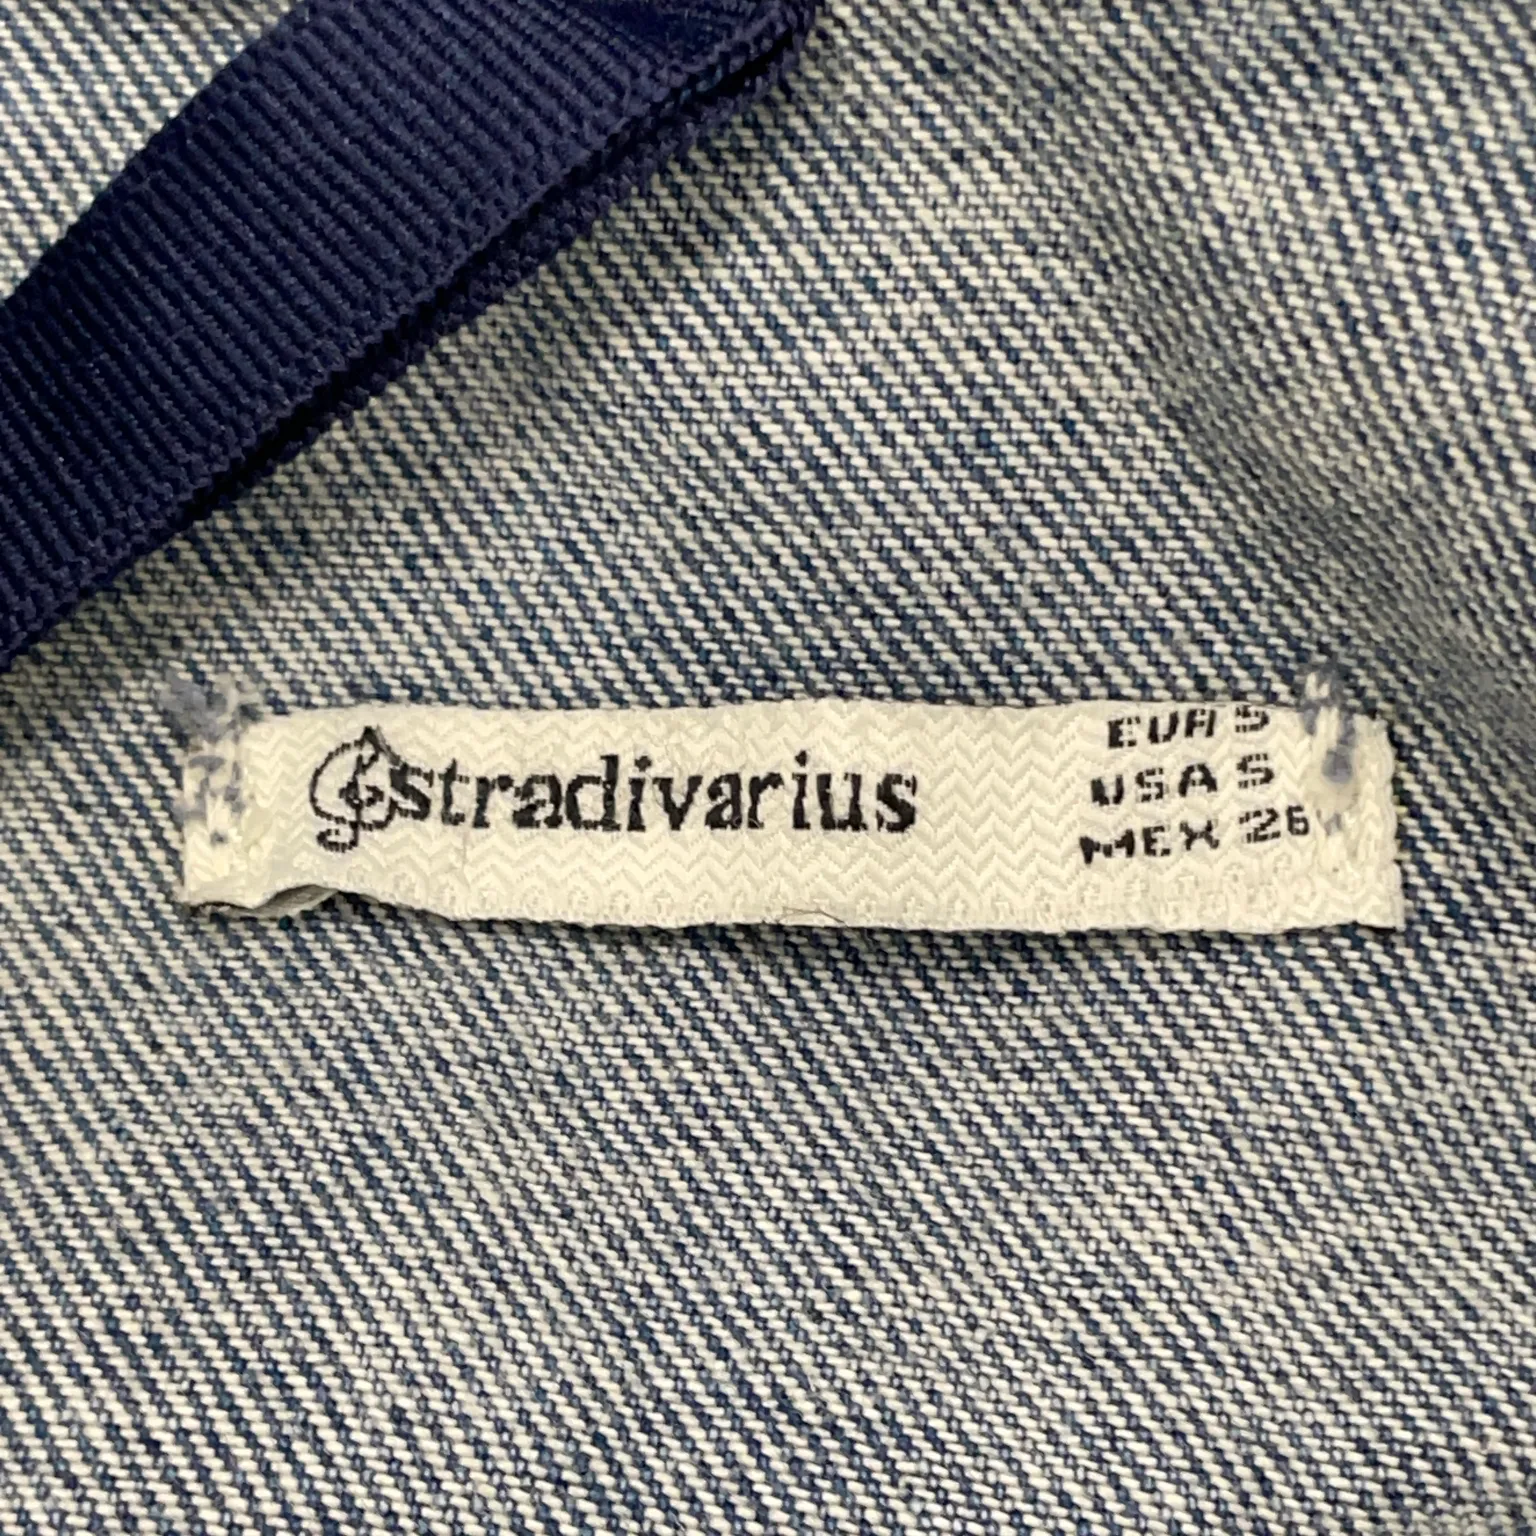 stradivarius
EUR S
USA S
MEX 26